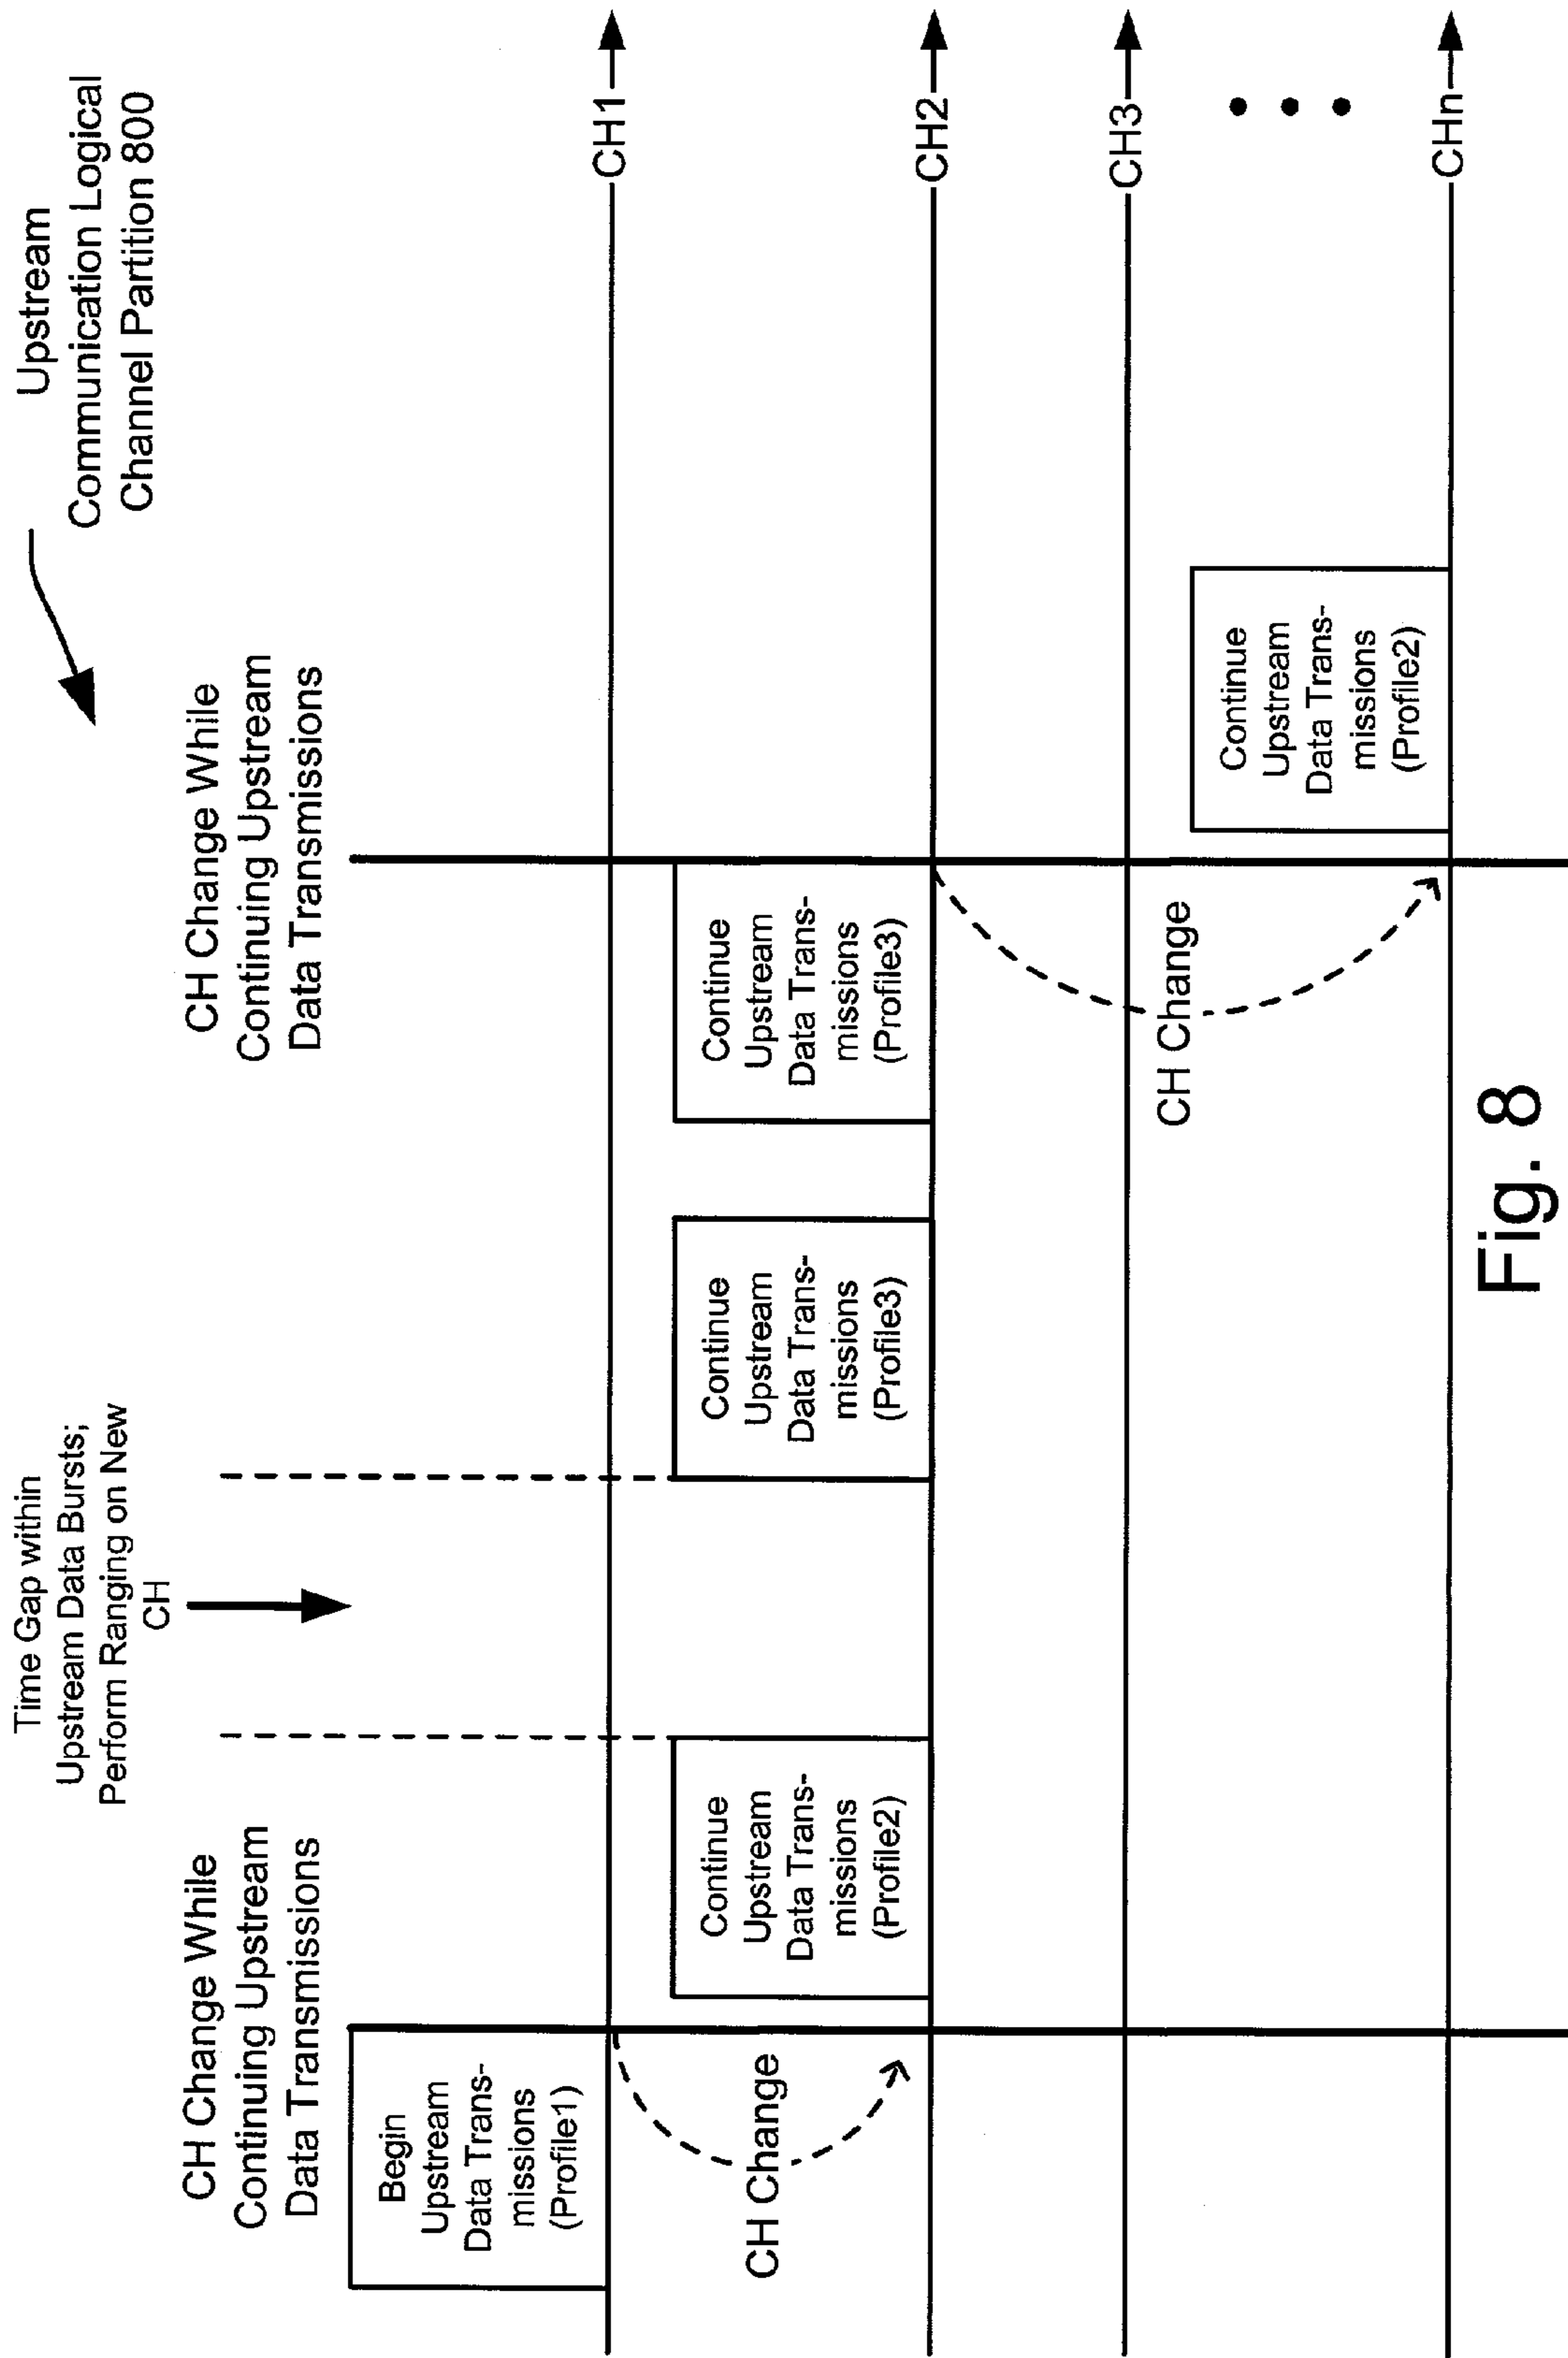 Upstream
Communication Logical
Channel Partition 800
Time Gap within
Upstream Data Bursts;
Perform Ranging on New
CH
CH Change While
Continuing Upstream
Data Transmissions
CH Change While
Continuing Upstream
Data Transmissions
Begin
Upstream
Data Trans-
missions
(Profile1)
CH1
CH Change
Continue
Upstream
Data Trans-
missions
(Profile2)
Continue
Upstream
Data Trans-
missions
(Profile3)
Continue
Upstream
Data Trans-
missions
(Profile3)
CH2
CH3
CH Change
Continue
Upstream
Data Trans-
missions
(Profile2)
CHn
Fig. 8